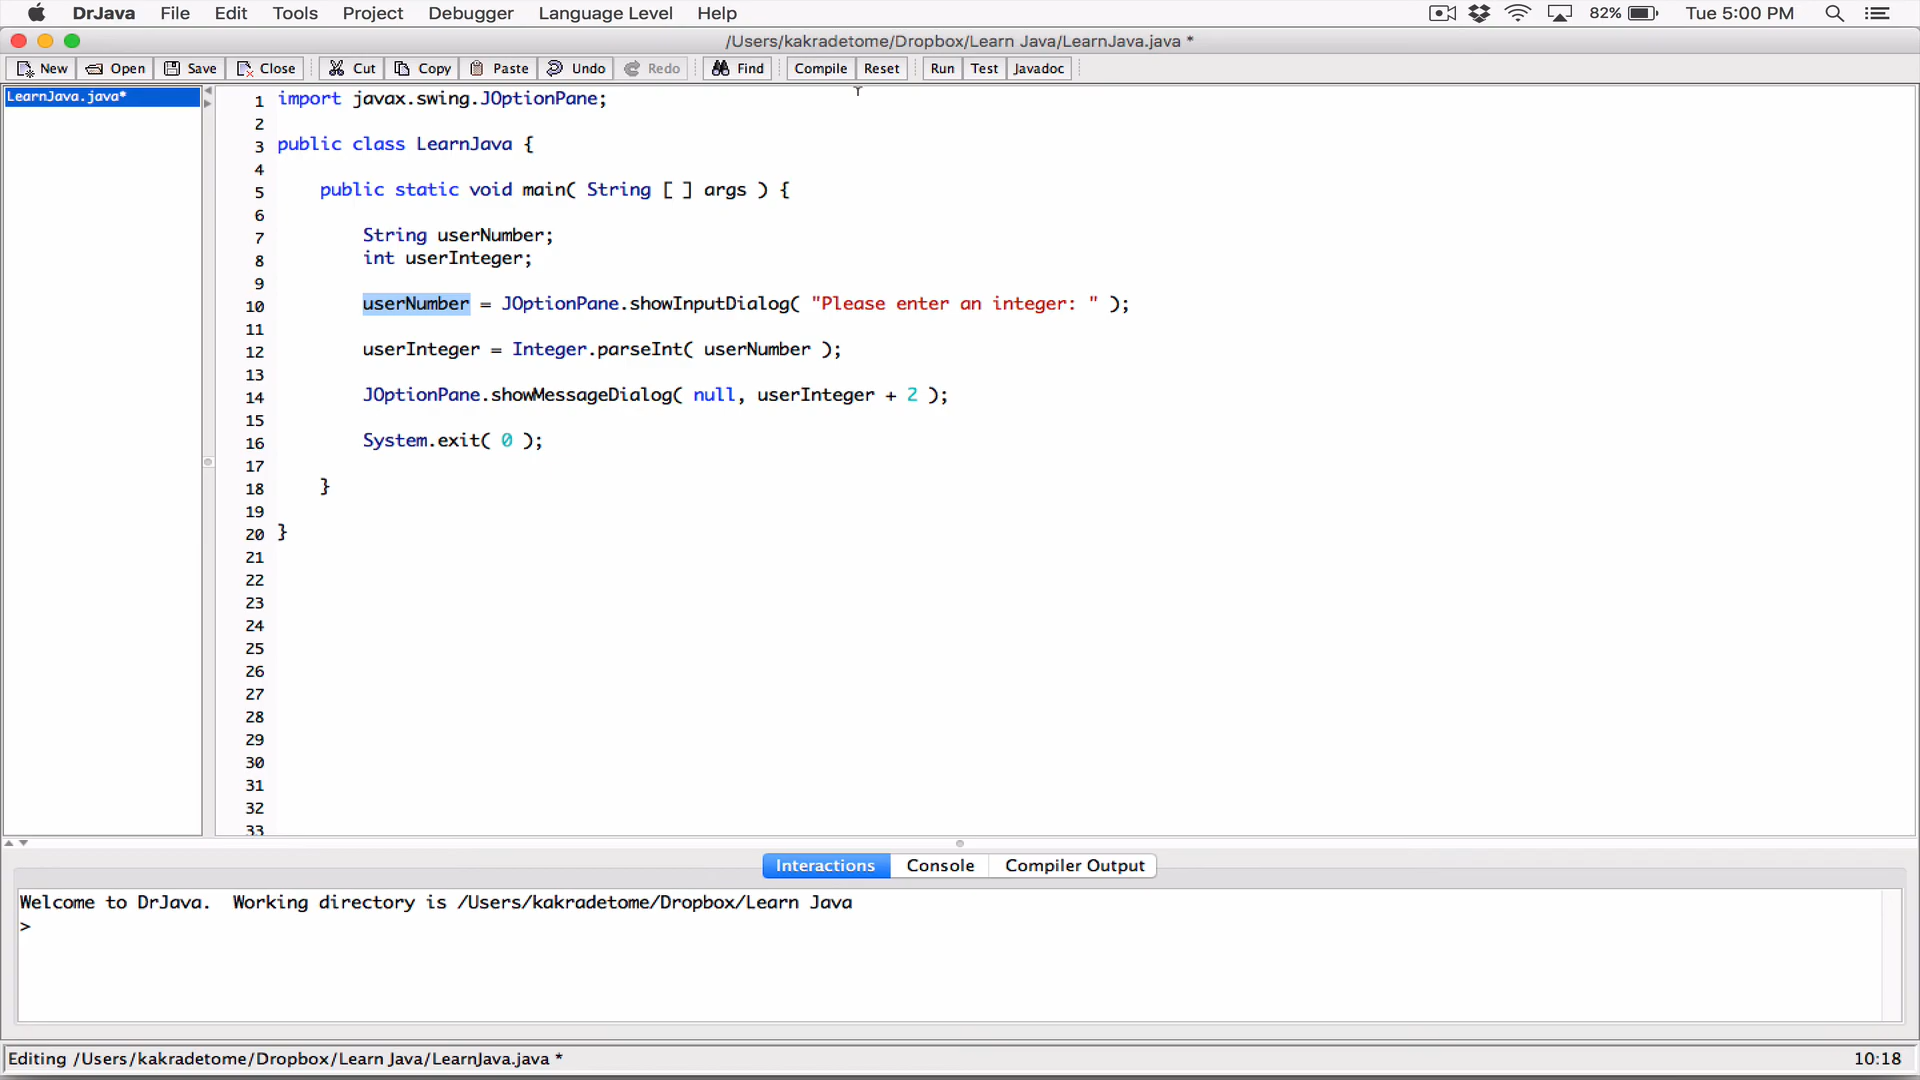 DrJava File Edit Tools Project Debugger Language Level Help 82% Tue 5:00 PM
/Users/kakradetome/Dropbox/Learn Java/LearnJava.java *
New Open Save Close Cut Copy Paste Undo Redo Find Compile Reset Run Test Javadoc
LearnJava.java*
1 import javax.swing.JOptionPane;
2
3 public class LearnJava {
4
5 public static void main( String [ ] args ) {
6
7 String userNumber;
8 int userInteger;
9
10 userNumber = JOptionPane.showInputDialog( "Please enter an integer: " );
11
12 userInteger = Integer.parseInt( userNumber );
13
14 JOptionPane.showMessageDialog( null, userInteger + 2 );
15
16 System.exit( 0 );
17
18 }
19
20 }
21
22
23
24
25
26
27
28
29
30
31
32
33
Interactions Console Compiler Output
Welcome to DrJava. Working directory is /Users/kakradetome/Dropbox/Learn Java
>
Editing /Users/kakradetome/Dropbox/Learn Java/LearnJava.java * 10:18